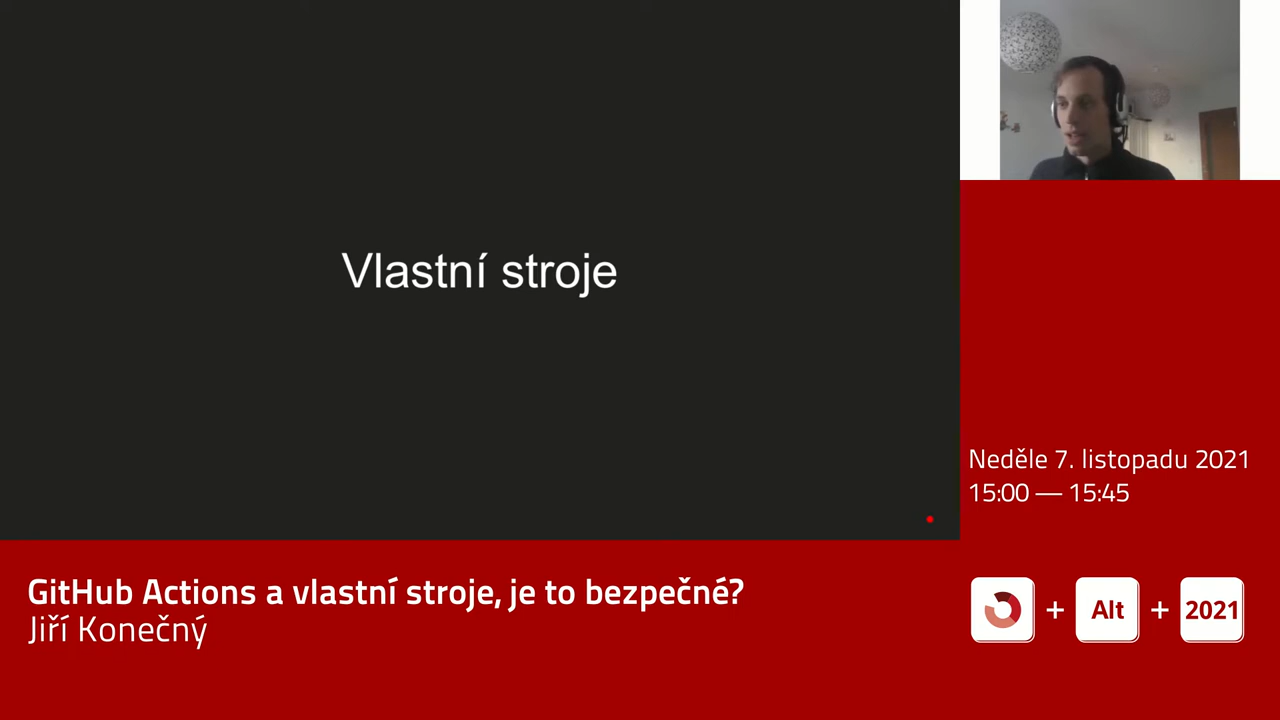 Vlastní stroje
Neděle 7. listopadu 2021
15:00 — 15:45
GitHub Actions a vlastní stroje, je to bezpečné?
Jiří Konečný
+ Alt + 2021